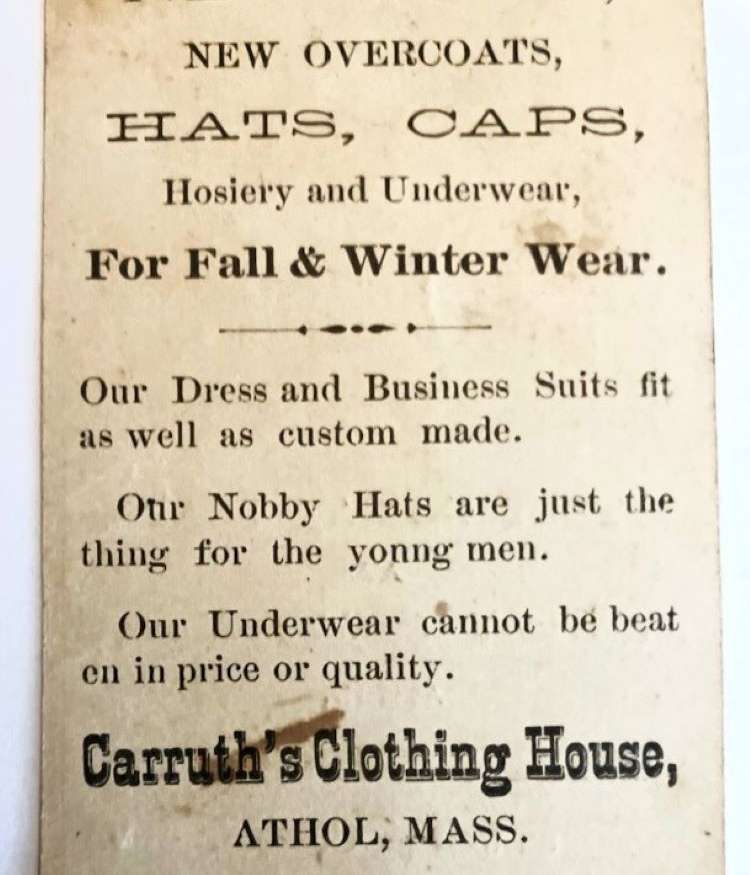 NEW OVERCOATS,
HATS, CAPS,
Hosiery and Underwear,
For Fall & Winter Wear.
Our Dress and Business Suits fit
as well as custom made.
Our Nobby Hats are just the
thing for the yonng men.
Our Underwear cannot be beat
en in price or quality.
Carruth's Clothing House,
ATHOL, MASS.